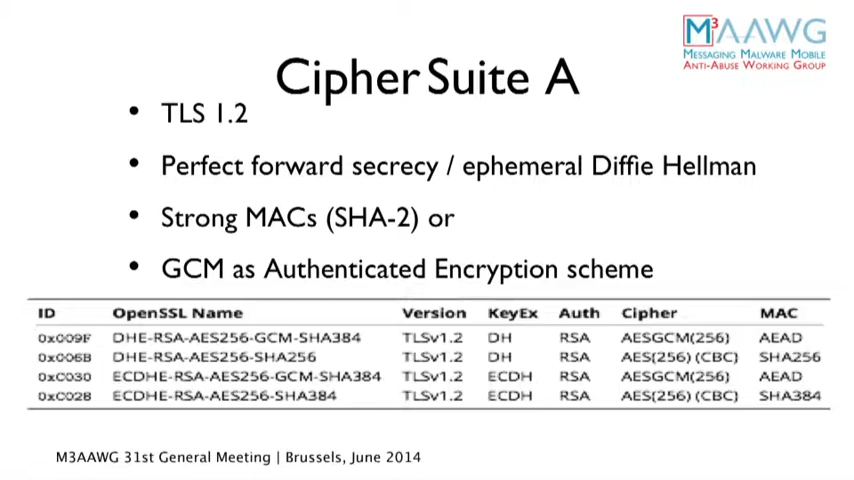 M³AAWG
MESSAGING MALWARE MOBILE
ANTI-ABUSE WORKING GROUP
Cipher Suite A
• TLS 1.2
• Perfect forward secrecy / ephemeral Diffie Hellman
• Strong MACs (SHA-2) or
• GCM as Authenticated Encryption scheme
ID OpenSSL Name Version KeyEx Auth Cipher MAC
0x009F DHE-RSA-AES256-GCM-SHA384 TLSv1.2 DH RSA AESGCM(256) AEAD
0x006B DHE-RSA-AES256-SHA256 TLSv1.2 DH RSA AES(256) (CBC) SHA256
0xC030 ECDHE-RSA-AES256-GCM-SHA384 TLSv1.2 ECDH RSA AESGCM(256) AEAD
0xC028 ECDHE-RSA-AES256-SHA384 TLSv1.2 ECDH RSA AES(256) (CBC) SHA384
M3AAWG 31st General Meeting | Brussels, June 2014